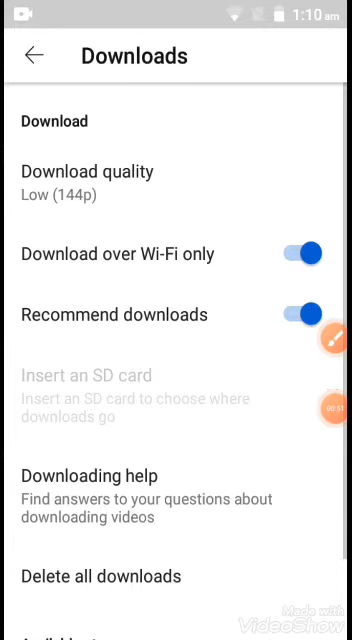 1:10 am
Downloads
Download
Download quality
Low (144p)
Download over Wi-Fi only
Recommend downloads
Insert an SD card
Insert an SD card to choose where
downloads go
00:51
Downloading help
Find answers to your questions about
downloading videos
Delete all downloads
Made with
VideoShow